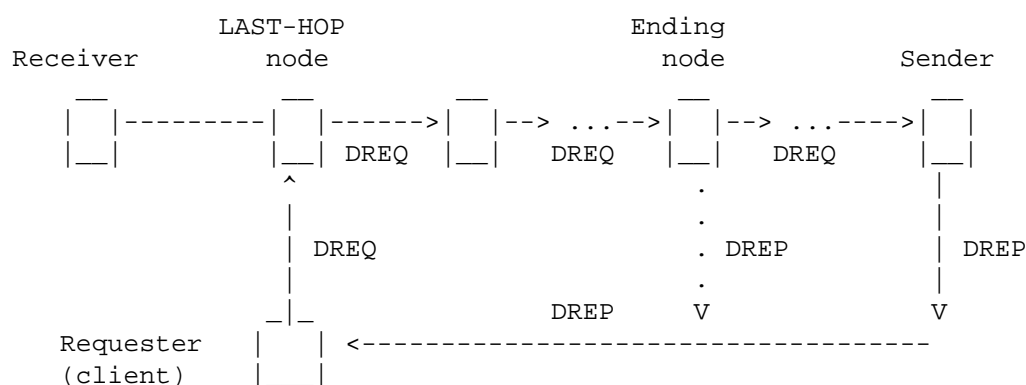 LAST-HOP Ending
Receiver node node Sender
DREQ DREQ DREQ
DREQ DREP DREP
DREP V V
Requester
(client)